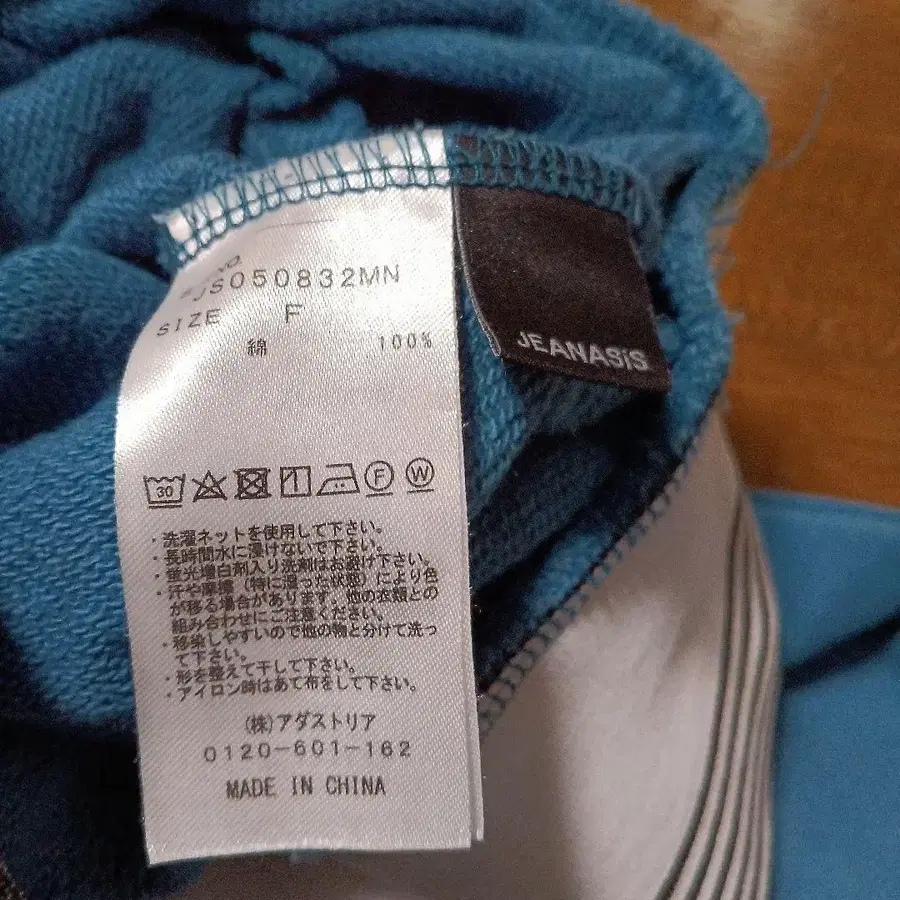 NO.
JS050832MN
SIZE F
綿 100%
JEANASiS
30 F W
・洗濯ネットを使用して下さい。
・長時間水に浸けないで下さい。
・蛍光増白剤入り洗剤はお避け下さい。
・汗や摩擦（特に湿った状態）により色
が移る場合があります。他の衣類との
組み合わせにご注意ください。
・移染しやすいので他の物と分けて洗っ
て下さい。
・形を整えて干して下さい。
・アイロン時はあて布をして下さい。
(株)アダストリア
0120-601-162
MADE IN CHINA